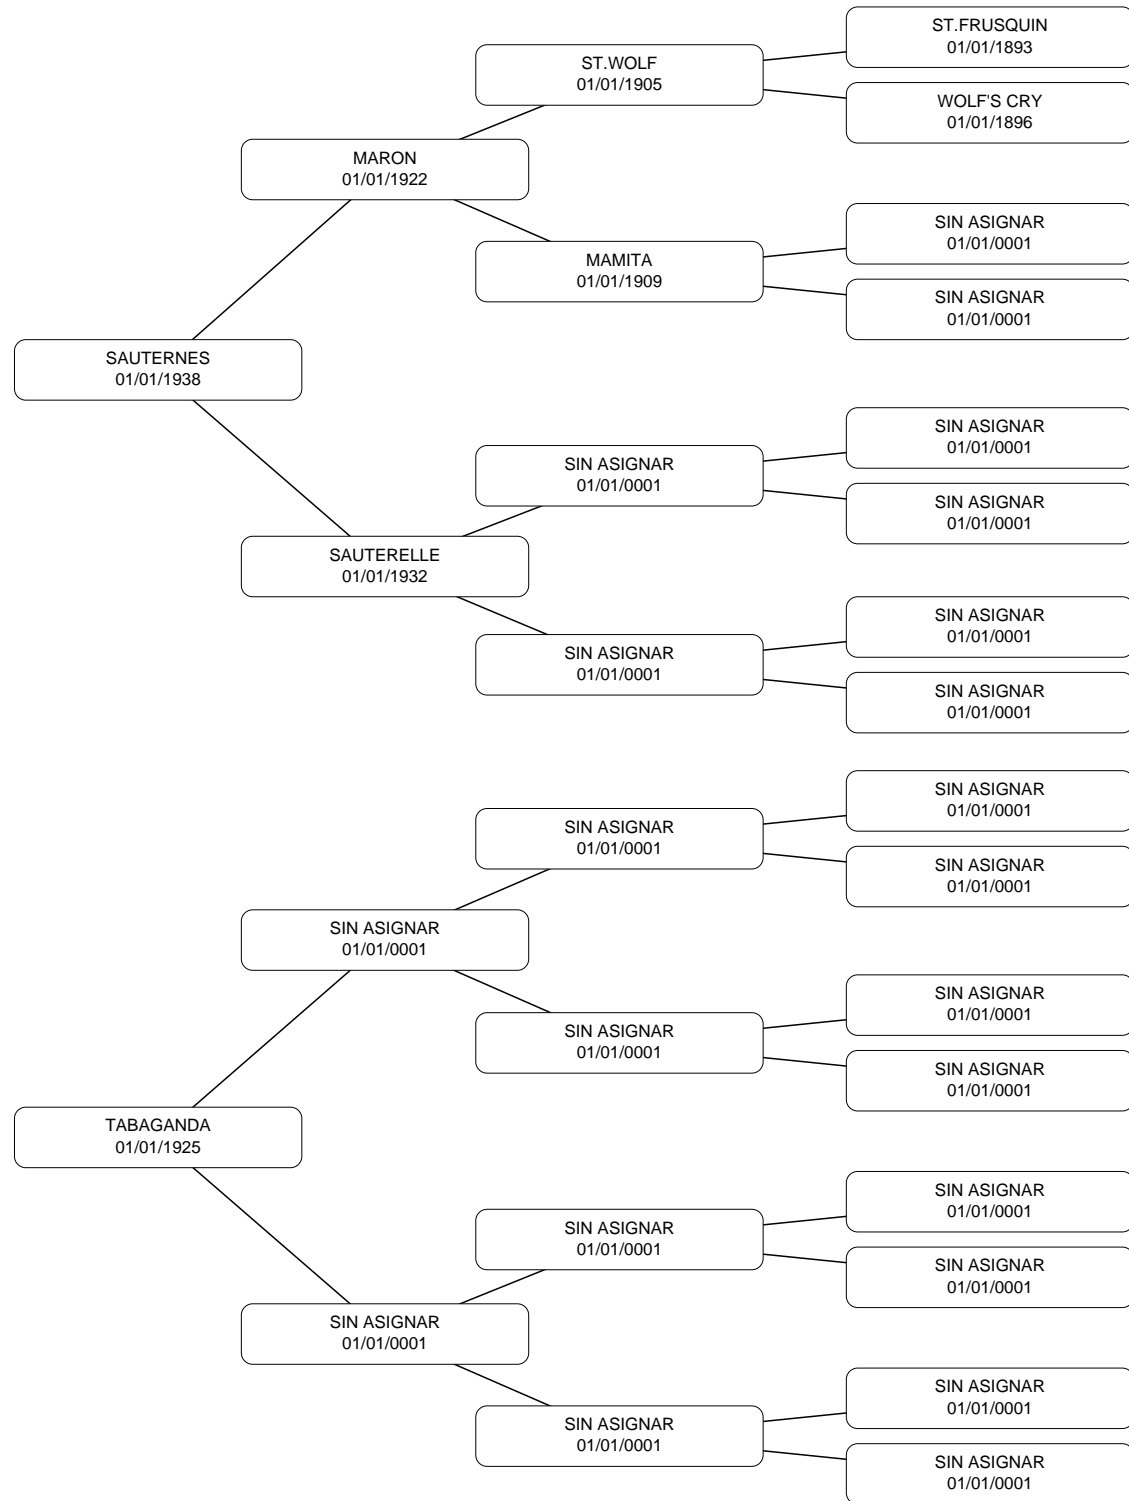 ST.FRUSQUIN
01/01/1893
ST.WOLF
01/01/1905
WOLF'S CRY
01/01/1896
MARON
01/01/1922
SIN ASIGNAR
01/01/0001
MAMITA
01/01/1909
SIN ASIGNAR
01/01/0001
SAUTERNES
01/01/1938
SIN ASIGNAR
01/01/0001
SIN ASIGNAR
01/01/0001
SIN ASIGNAR
01/01/0001
SAUTERELLE
01/01/1932
SIN ASIGNAR
01/01/0001
SIN ASIGNAR
01/01/0001
SIN ASIGNAR
01/01/0001
SIN ASIGNAR
01/01/0001
SIN ASIGNAR
01/01/0001
SIN ASIGNAR
01/01/0001
SIN ASIGNAR
01/01/0001
SIN ASIGNAR
01/01/0001
SIN ASIGNAR
01/01/0001
SIN ASIGNAR
01/01/0001
TABAGANDA
01/01/1925
SIN ASIGNAR
01/01/0001
SIN ASIGNAR
01/01/0001
SIN ASIGNAR
01/01/0001
SIN ASIGNAR
01/01/0001
SIN ASIGNAR
01/01/0001
SIN ASIGNAR
01/01/0001
SIN ASIGNAR
01/01/0001